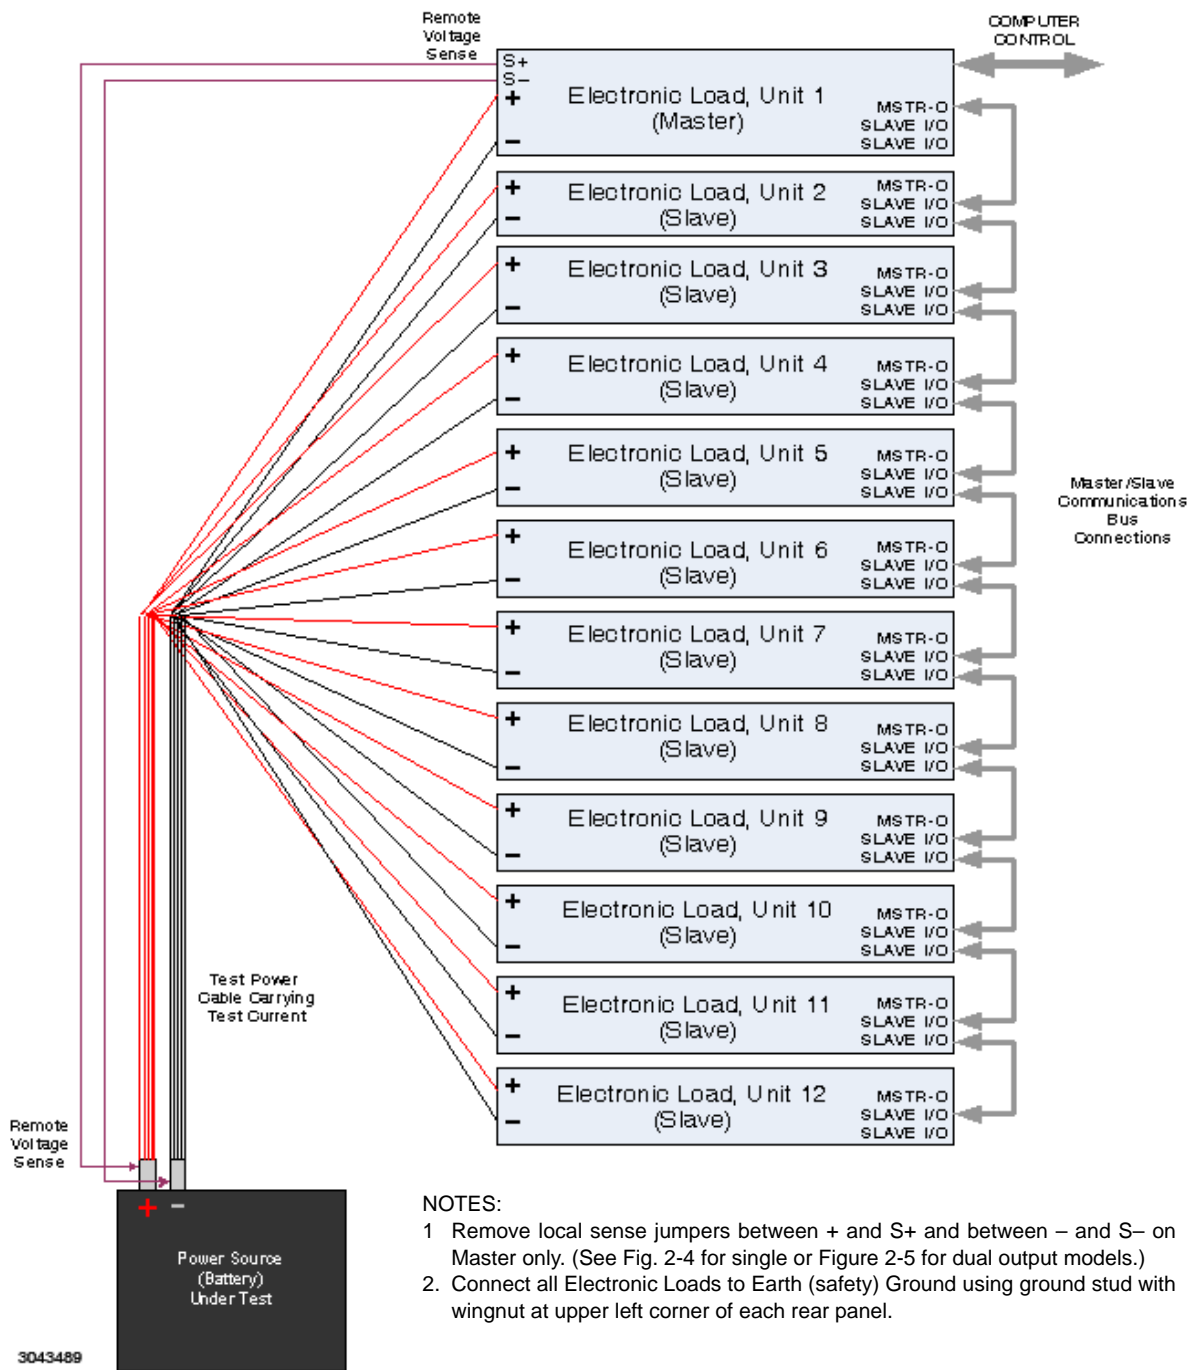 Remote
Voltage
Sense
COMPUTER
CONTROL
S+
S–
+
Electronic Load, Unit 1
(Master)
–
MSTR-O
SLAVE I/O
SLAVE I/O
+
Electronic Load, Unit 2
(Slave)
–
MSTR-O
SLAVE I/O
SLAVE I/O
+
Electronic Load, Unit 3
(Slave)
–
MSTR-O
SLAVE I/O
SLAVE I/O
+
Electronic Load, Unit 4
(Slave)
–
MSTR-O
SLAVE I/O
SLAVE I/O
+
Electronic Load, Unit 5
(Slave)
–
MSTR-O
SLAVE I/O
SLAVE I/O
Master/Slave
Communications
Bus
Connections
+
Electronic Load, Unit 6
(Slave)
–
MSTR-O
SLAVE I/O
SLAVE I/O
+
Electronic Load, Unit 7
(Slave)
–
MSTR-O
SLAVE I/O
SLAVE I/O
+
Electronic Load, Unit 8
(Slave)
–
MSTR-O
SLAVE I/O
SLAVE I/O
+
Electronic Load, Unit 9
(Slave)
–
MSTR-O
SLAVE I/O
SLAVE I/O
+
Electronic Load, Unit 10
(Slave)
–
MSTR-O
SLAVE I/O
SLAVE I/O
Test Power
Cable Carrying
Test Current
+
Electronic Load, Unit 11
(Slave)
–
MSTR-O
SLAVE I/O
SLAVE I/O
+
Electronic Load, Unit 12
(Slave)
–
MSTR-O
SLAVE I/O
SLAVE I/O
Remote
Voltage
Sense
+ –
Power Source
(Battery)
Under Test
NOTES:
1 Remove local sense jumpers between + and S+ and between – and S– on
Master only. (See Fig. 2-4 for single or Figure 2-5 for dual output models.)
2. Connect all Electronic Loads to Earth (safety) Ground using ground stud with
wingnut at upper left corner of each rear panel.
3043489